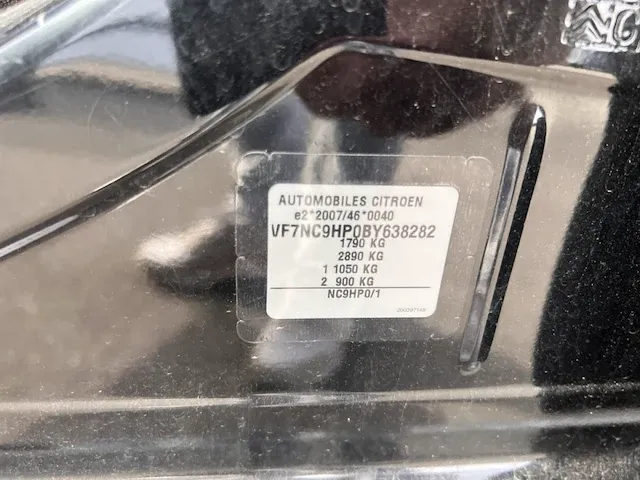 AUTOMOBILES CITROEN
e2*2007/46*0040
VF7NC9HP0BY638282
1790 KG
2890 KG
1 1050 KG
2 900 KG
NC9HP0/1